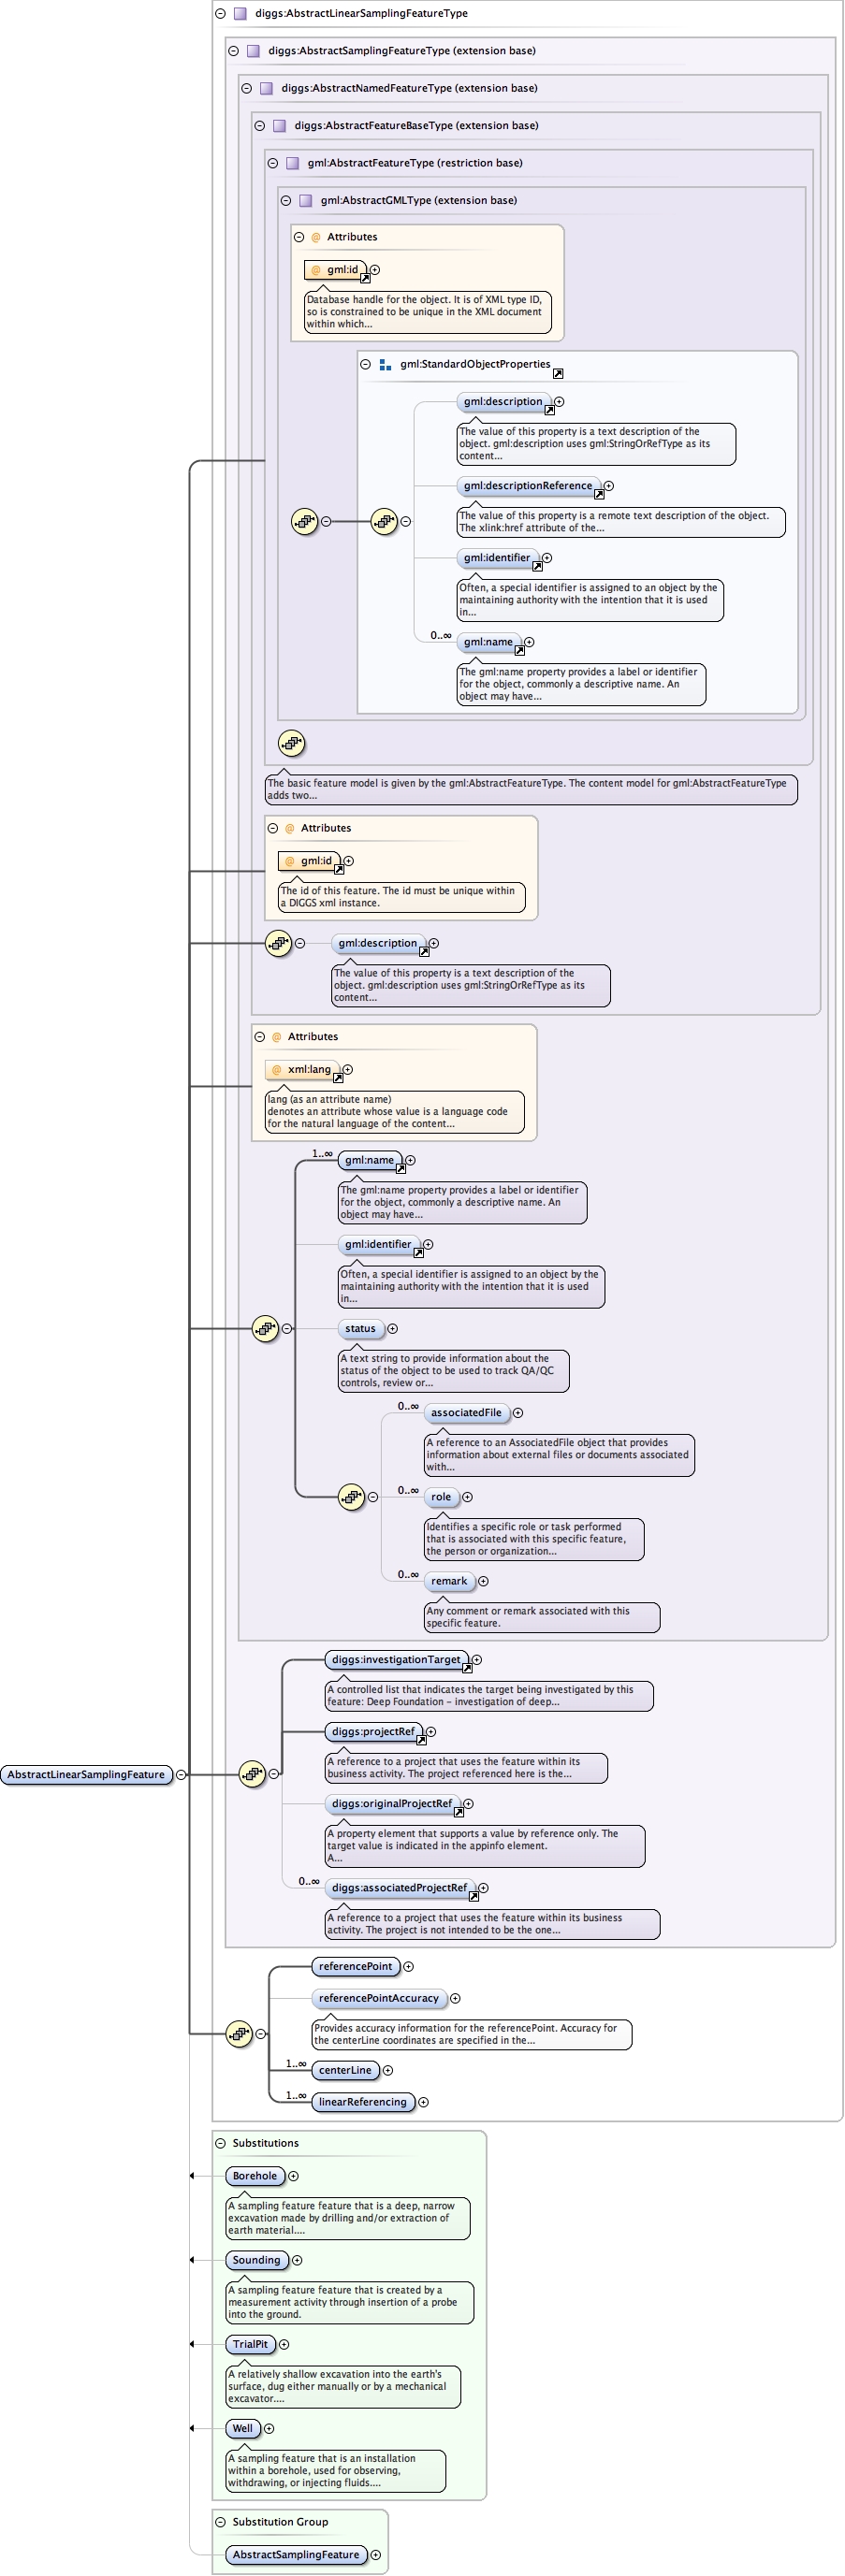 diggs:AbstractLinearSamplingFeatureType
diggs:AbstractSamplingFeatureType (extension base)
diggs:AbstractNamedFeatureType (extension base)
diggs:AbstractFeatureBaseType (extension base)
gml:AbstractFeatureType (restriction base)
gml:AbstractGMLType (extension base)
@ Attributes
@ gml:id
Database handle for the object. It is of XML type ID,
so is constrained to be unique in the XML document
within which...
gml:StandardObjectProperties
gml:description
The value of this property is a text description of the
object. gml:description uses gml:StringOrRefType as its
content...
gml:descriptionReference
The value of this property is a remote text description of the object.
The xlink:href attribute of the...
gml:identifier
Often, a special identifier is assigned to an object by the
maintaining authority with the intention that it is used
in...
0..∞
gml:name
The gml:name property provides a label or identifier
for the object, commonly a descriptive name. An
object may have...
The basic feature model is given by the gml:AbstractFeatureType. The content model for gml:AbstractFeatureType
adds two...
@ Attributes
@ gml:id
The id of this feature. The id must be unique within
a DIGGS xml instance.
gml:description
The value of this property is a text description of the
object. gml:description uses gml:StringOrRefType as its
content...
@ Attributes
@ xml:lang
lang (as an attribute name)
denotes an attribute whose value is a language code
for the natural language of the content...
1..∞
gml:name
The gml:name property provides a label or identifier
for the object, commonly a descriptive name. An
object may have...
gml:identifier
Often, a special identifier is assigned to an object by the
maintaining authority with the intention that it is used
in...
status
A text string to provide information about the
status of the object to be used to track QA/QC
controls, review or...
0..∞
associatedFile
A reference to an AssociatedFile object that provides
information about external files or documents associated
with...
0..∞
role
Identifies a specific role or task performed
that is associated with this specific feature,
the person or organization...
0..∞
remark
Any comment or remark associated with this
specific feature.
diggs:investigationTarget
A controlled list that indicates the target being investigated by this
feature: Deep Foundation - investigation of deep...
diggs:projectRef
A reference to a project that uses the feature within its
business activity. The project referenced here is the...
AbstractLinearSamplingFeature
diggs:originalProjectRef
A property element that supports a value by reference only. The
target value is indicated in the appinfo element.
A...
0..∞
diggs:associatedProjectRef
A reference to a project that uses the feature within its business
activity. The project is not intended to be the one...
referencePoint
referencePointAccuracy
Provides accuracy information for the referencePoint. Accuracy for
the centerLine coordinates are specified in the...
1..∞
centerLine
1..∞
linearReferencing
Substitutions
Borehole
A sampling feature feature that is a deep, narrow
excavation made by drilling and/or extraction of
earth material....
Sounding
A sampling feature feature that is created by a
measurement activity through insertion of a probe
into the ground.
TrialPit
A relatively shallow excavation into the earth's
surface, dug either manually or by a mechanical
excavator....
Well
A sampling feature that is an installation
within a borehole, used for observing,
withdrawing, or injecting fluids....
Substitution Group
AbstractSamplingFeature